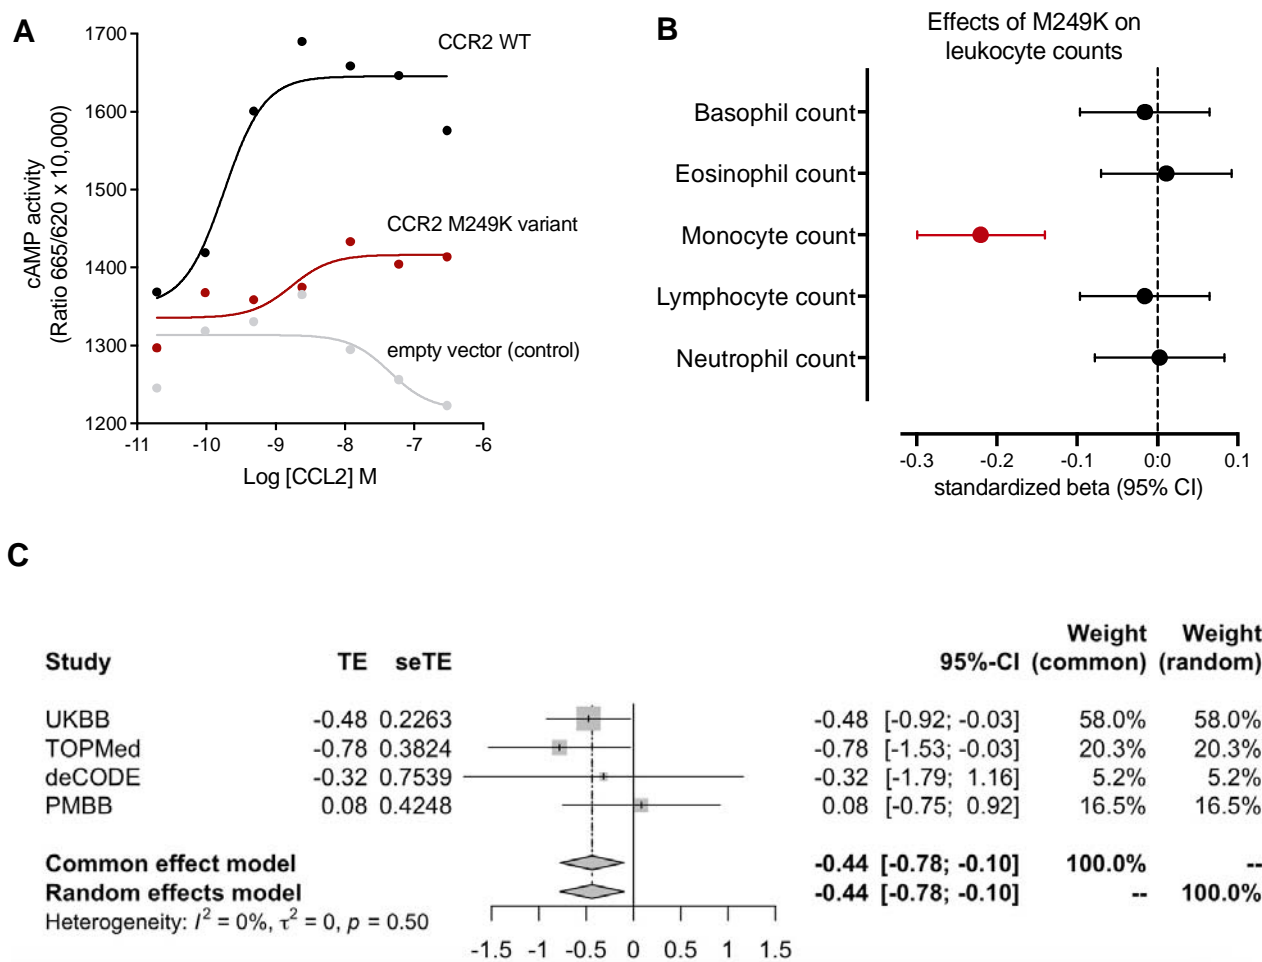 A
1700
1600
1500
1400
1300
1200
cAMP activity
(Ratio 665/620 x 10,000)
CCR2 WT
CCR2 M249K variant
empty vector (control)
-11 -10 -9 -8 -7 -6
Log [CCL2] M
B
Effects of M249K on
leukocyte counts
Basophil count
Eosinophil count
Monocyte count
Lymphocyte count
Neutrophil count
-0.3 -0.2 -0.1 0.0 0.1
standardized beta (95% CI)
C
Weight Weight
Study TE seTE 95%-CI (common) (random)
UKBB -0.48 0.2263 -0.48 [-0.92; -0.03] 58.0% 58.0%
TOPMed -0.78 0.3824 -0.78 [-1.53; -0.03] 20.3% 20.3%
deCODE -0.32 0.7539 -0.32 [-1.79; 1.16] 5.2% 5.2%
PMBB 0.08 0.4248 0.08 [-0.75; 0.92] 16.5% 16.5%
Common effect model -0.44 [-0.78; -0.10] 100.0% --
Random effects model -0.44 [-0.78; -0.10] -- 100.0%
Heterogeneity: I² = 0%, τ² = 0, p = 0.50
-1.5 -1 -0.5 0 0.5 1 1.5